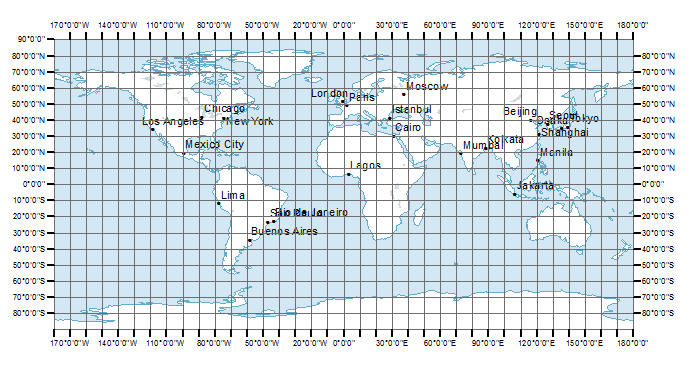 170°0'0"W 140°0'0"W 110°0'0"W 80°0'0"W 50°0'0"W 20°0'0"W 0°0'0" 30°0'0"E 60°0'0"E 90°0'0"E 120°0'0"E 150°0'0"E 180°0'0"
90°0'0"N
80°0'0"N 80°0'0"N
70°0'0"N 70°0'0"N
60°0'0"N Moscow 60°0'0"N
London Paris
50°0'0"N 50°0'0"N
Chicago Istanbul Beijing Seoul
40°0'0"N Los Angeles New York Cairo Osaka Tokyo 40°0'0"N
30°0'0"N Mexico City Mumbai Kolkata Shanghai 30°0'0"N
20°0'0"N Manila 20°0'0"N
10°0'0"N Lagos 10°0'0"N
0°0'0" Jakarta 0°0'0"
10°0'0"S Lima 10°0'0"S
20°0'0"S Sao Paulo Rio de Janeiro 20°0'0"S
30°0'0"S Buenos Aires 30°0'0"S
40°0'0"S 40°0'0"S
50°0'0"S 50°0'0"S
60°0'0"S 60°0'0"S
70°0'0"S 70°0'0"S
80°0'0"S 80°0'0"S
170°0'0"W 140°0'0"W 110°0'0"W 80°0'0"W 50°0'0"W 20°0'0"W 0°0'0" 30°0'0"E 60°0'0"E 90°0'0"E 120°0'0"E 150°0'0"E 180°0'0"